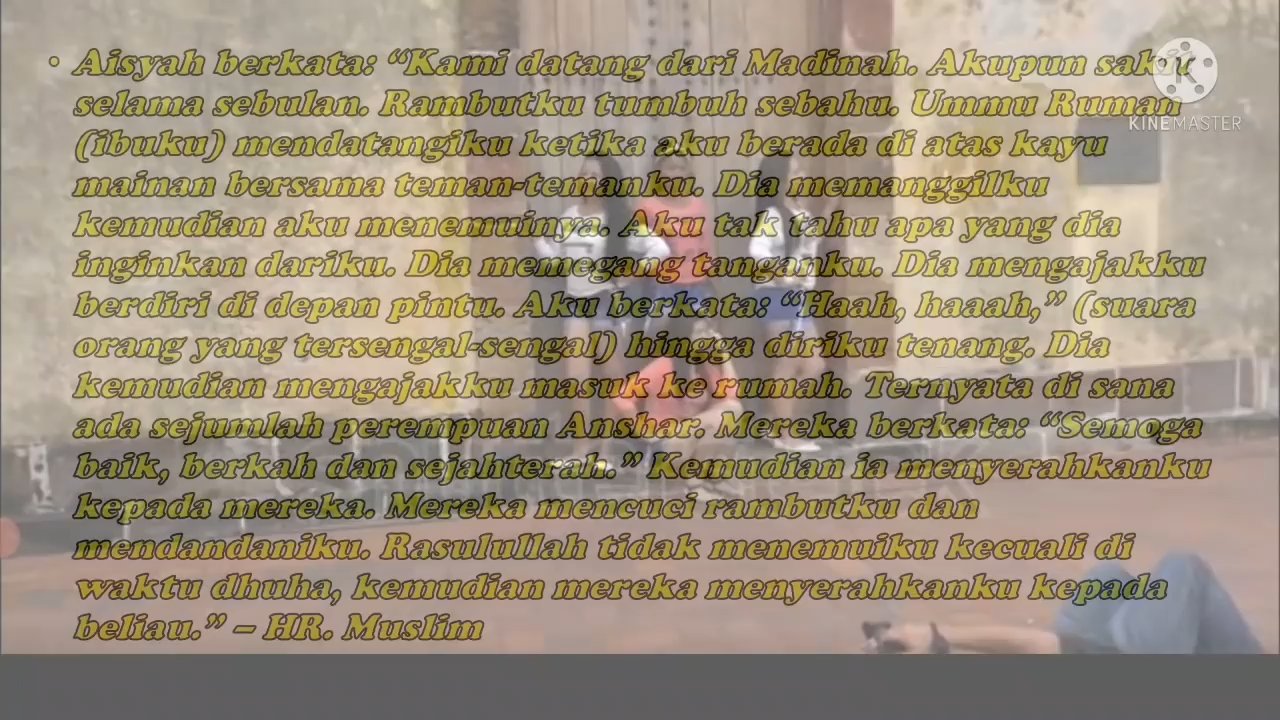 • Aisyah berkata: “Kami datang dari Madinah. Akupun sakit
selama sebulan. Rambutku tumbuh sebahu. Ummu Ruman
(ibuku) mendatangiku ketika aku berada di atas kayu
mainan bersama teman-temanku. Dia memanggilku
kemudian aku menemuinya. Aku tak tahu apa yang dia
inginkan dariku. Dia memegang tanganku. Dia mengajakku
berdiri di depan pintu. Aku berkata: “Haah, haaah,” (suara
orang yang tersengal-sengal) hingga diriku tenang. Dia
kemudian mengajakku masuk ke rumah. Ternyata di sana
ada sejumlah perempuan Anshar. Mereka berkata: “Semoga
baik, berkah dan sejahterah.” Kemudian ia menyerahkanku
kepada mereka. Mereka mencuci rambutku dan
mendandaniku. Rasulullah tidak menemuiku kecuali di
waktu dhuha, kemudian mereka menyerahkanku kepada
beliau.” – HR. Muslim
KINEMASTER